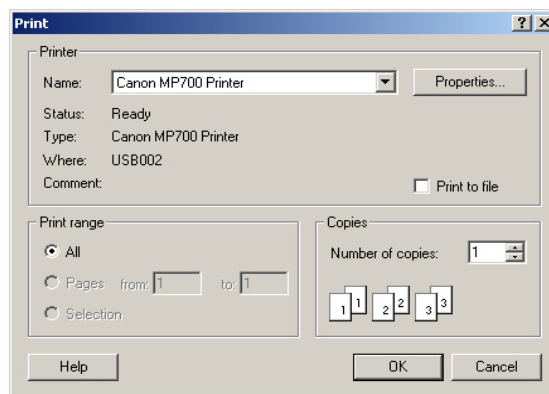 Print
Printer
Name: Canon MP700 Printer Properties...
Status: Ready
Type: Canon MP700 Printer
Where: USB002
Comment:
Print to file
Print range
All
Pages from: 1 to: 1
Selection
Copies
Number of copies: 1
1 1 2 2 3 3
Help OK Cancel